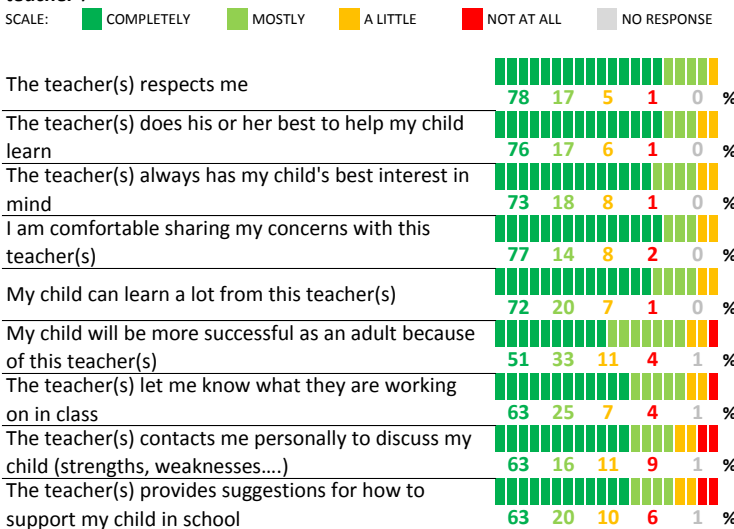 SCALE: COMPLETELY MOSTLY A LITTLE NOT AT ALL NO RESPONSE
The teacher(s) respects me
78 17 5 1 0 %
The teacher(s) does his or her best to help my child
learn
76 17 6 1 0 %
The teacher(s) always has my child's best interest in
mind
73 18 8 1 0 %
I am comfortable sharing my concerns with this
teacher(s)
77 14 8 2 0 %
My child can learn a lot from this teacher(s)
72 20 7 1 0 %
My child will be more successful as an adult because
of this teacher(s)
51 33 11 4 1 %
The teacher(s) let me know what they are working
on in class
63 25 7 4 1 %
The teacher(s) contacts me personally to discuss my
child (strengths, weaknesses....)
63 16 11 9 1 %
The teacher(s) provides suggestions for how to
support my child in school
63 20 10 6 1 %